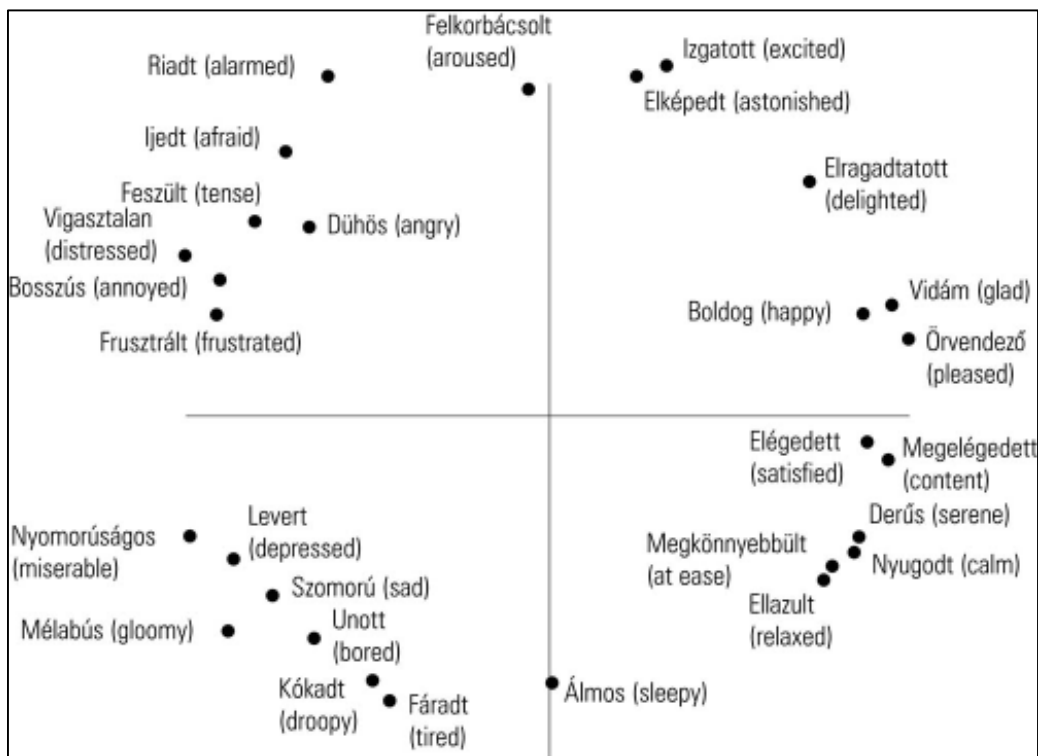 Felkorbácsolt
(aroused)
Izgatott (excited)
Riadt (alarmed)
Elképedt (astonished)
Ijedt (afraid)
Elragadtatott
(delighted)
Feszült (tense)
Vigasztalan
(distressed)
Dühös (angry)
Bosszús (annoyed)
Vidám (glad)
Boldog (happy)
Frusztrált (frustrated)
Örvendező
(pleased)
Elégedett
(satisfied)
Megelégedett
(content)
Derűs (serene)
Levert
(depressed)
Nyomorúságos
(miserable)
Megkönnyebbült
(at ease)
Nyugodt (calm)
Szomorú (sad)
Ellazult
(relaxed)
Mélabús (gloomy)
Unott
(bored)
Kókadt
(droopy)
Fáradt
(tired)
Álmos (sleepy)